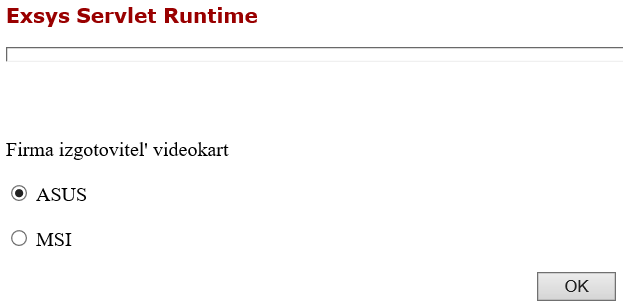 Exsys Servlet Runtime
Firma izgotovitel' videokart
ASUS
MSI
OK